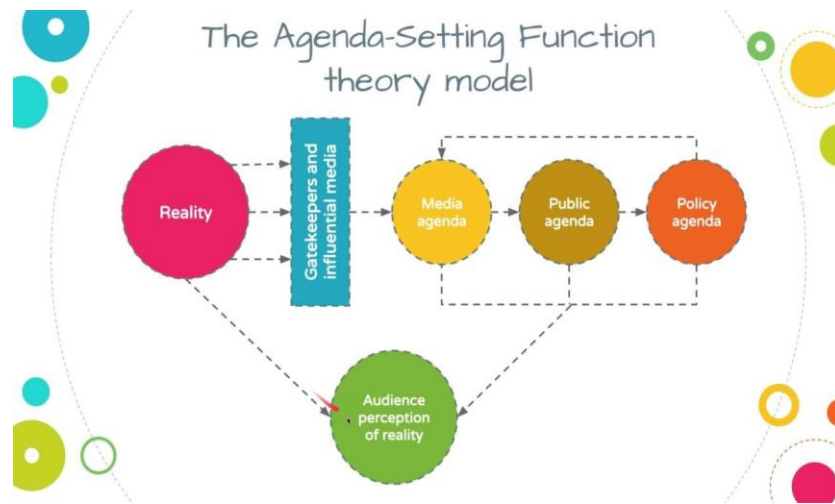 The Agenda-Setting Function
theory model
Reality
Gatekeepers and
influential media
Media
agenda
Public
agenda
Policy
agenda
Audience
perception
of reality